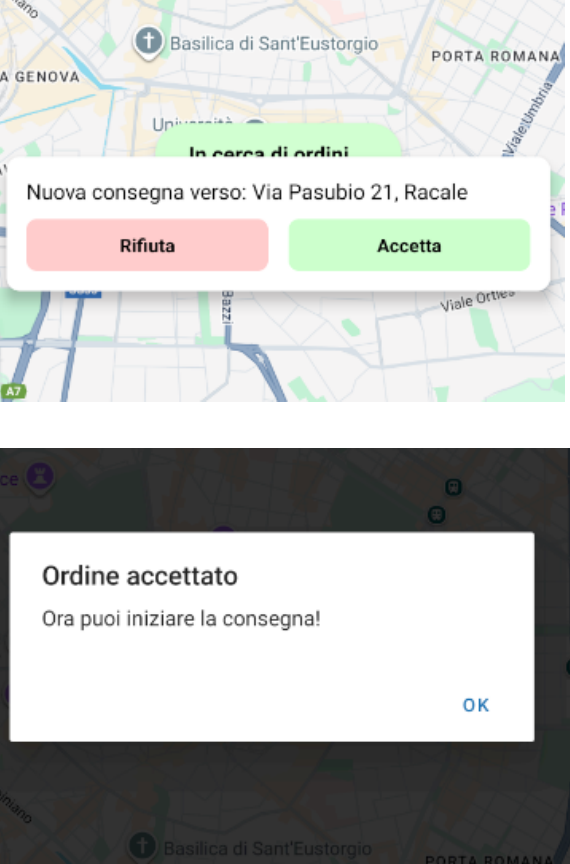 Basilica di Sant'Eustorgio
PORTA ROMANA
A GENOVA
Viale Umbria
Università
In cerca di ordini
Nuova consegna verso: Via Pasubio 21, Racale
Rifiuta
Accetta
Bazzi
Viale Ortles
A7
Ordine accettato
Ora puoi iniziare la consegna!
OK
Basilica di Sant'Eustorgio
PORTA ROMANA